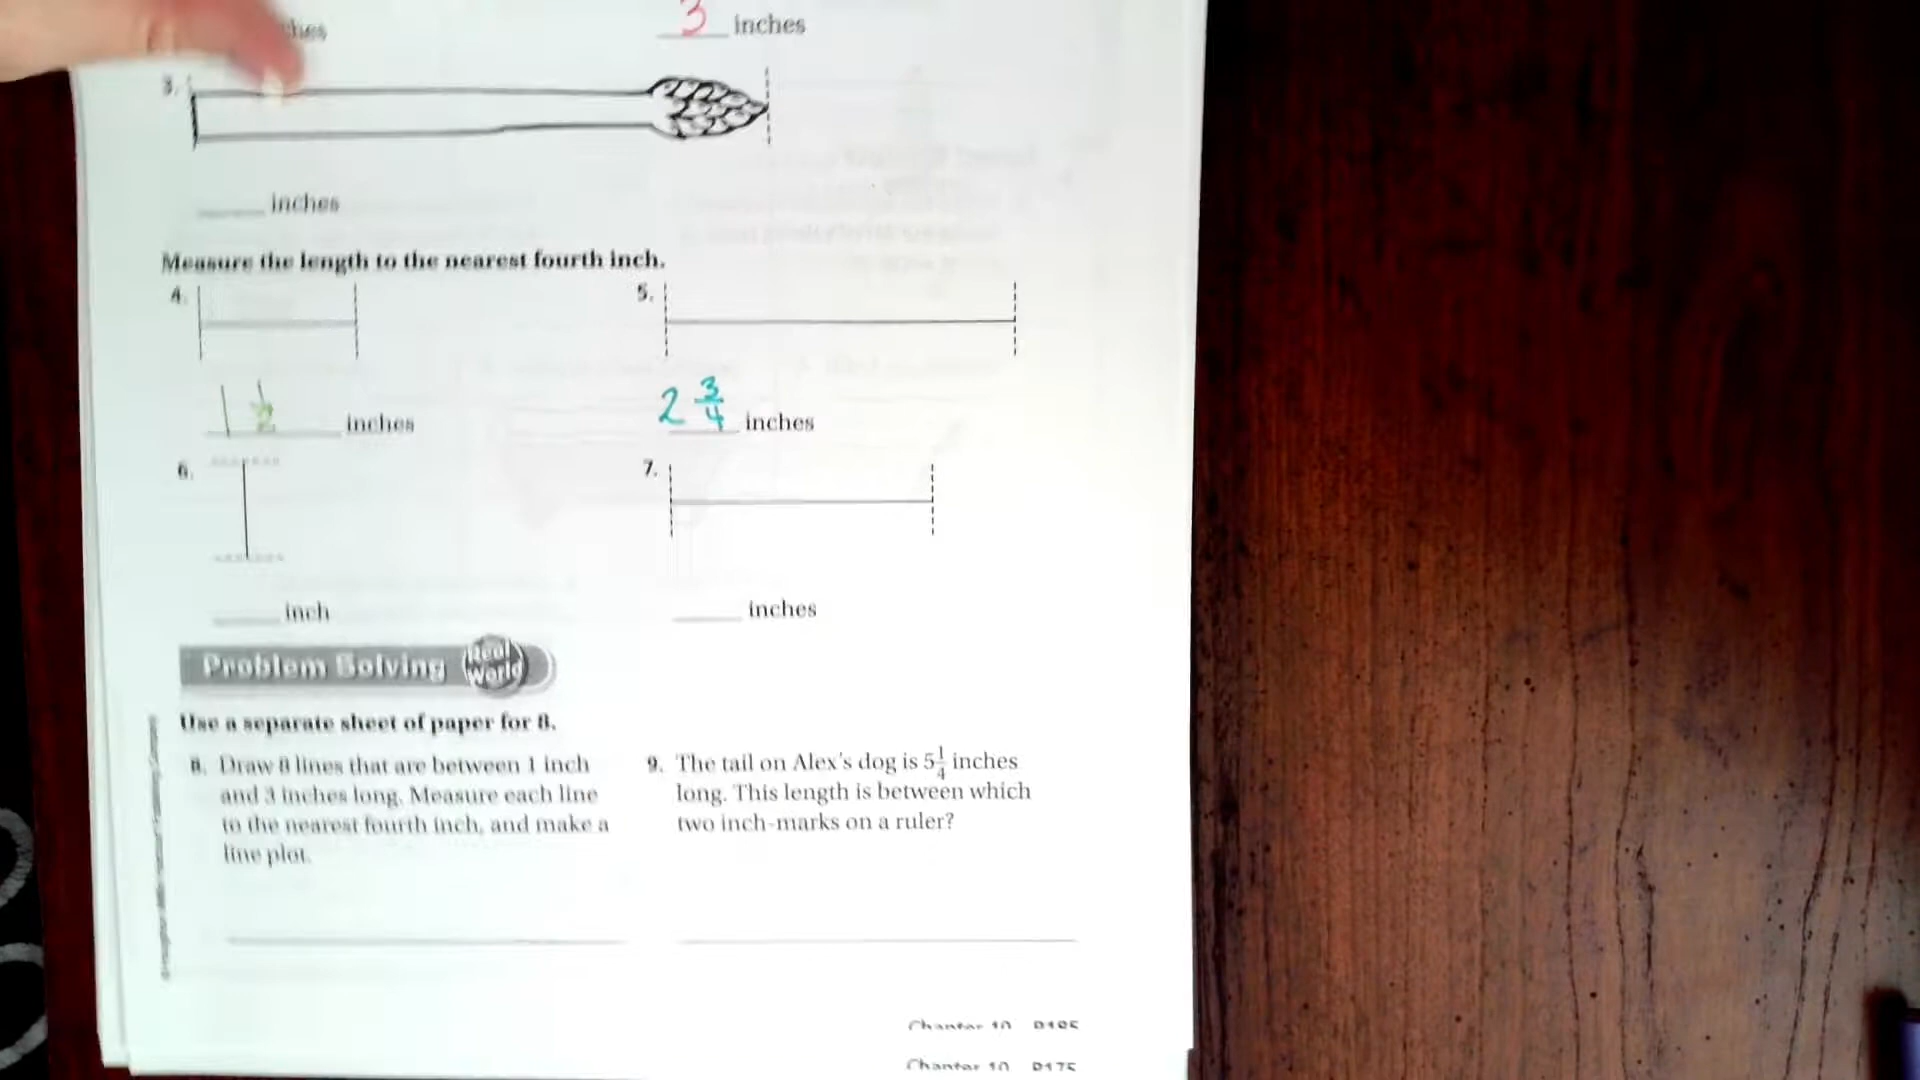 3 inches
3.
inches
Measure the length to the nearest fourth inch.
4. 5.
1 1/2 inches 2 3/4 inches
6. 7.
inch inches
Problem Solving Real World
Use a separate sheet of paper for 8.
8. Draw 8 lines that are between 1 inch
and 3 inches long. Measure each line
to the nearest fourth inch, and make a
line plot.
9. The tail on Alex's dog is 5 1/4 inches
long. This length is between which
two inch-marks on a ruler?
Chapter 10
Chapter 10 P175